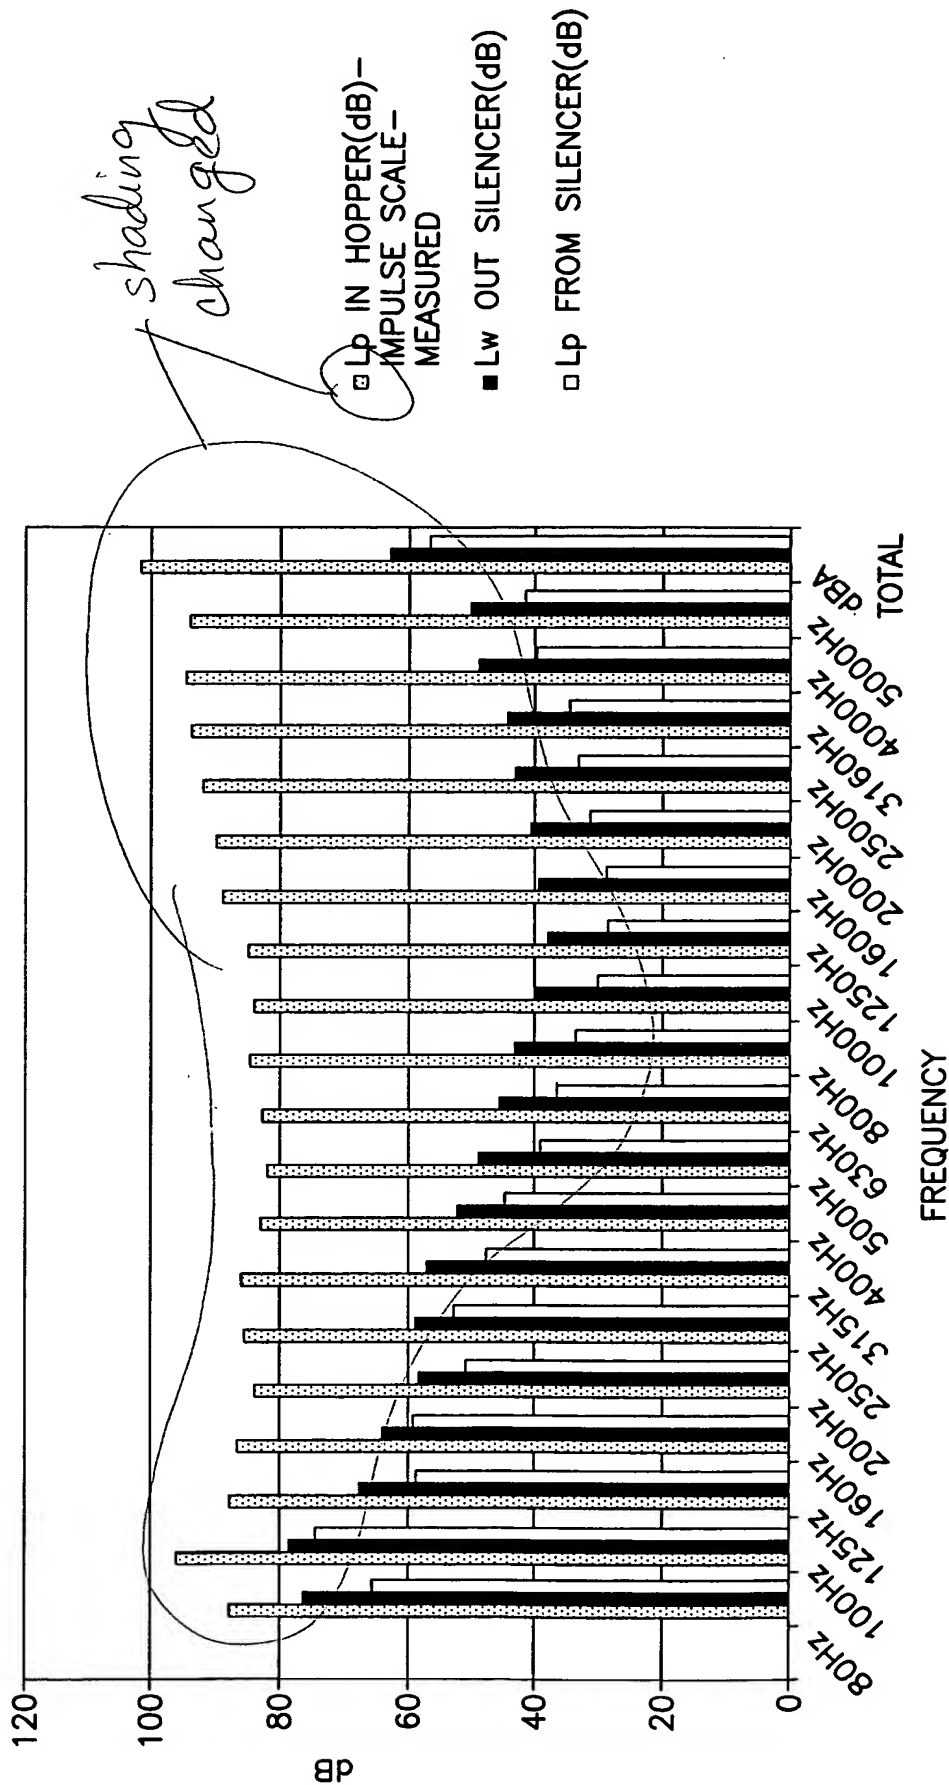 shading
changed
Lp IN HOPPER(dB)–
IMPULSE SCALE–
MEASURED
Lw OUT SILENCER(dB)
Lp FROM SILENCER(dB)
120
100
80
60
40
20
0
dB
80Hz
100Hz
125Hz
160Hz
200Hz
250Hz
315Hz
400Hz
500Hz
630Hz
800Hz
1000Hz
1250Hz
1600Hz
2000Hz
2500Hz
3160Hz
4000Hz
5000Hz
dBA
TOTAL
FREQUENCY